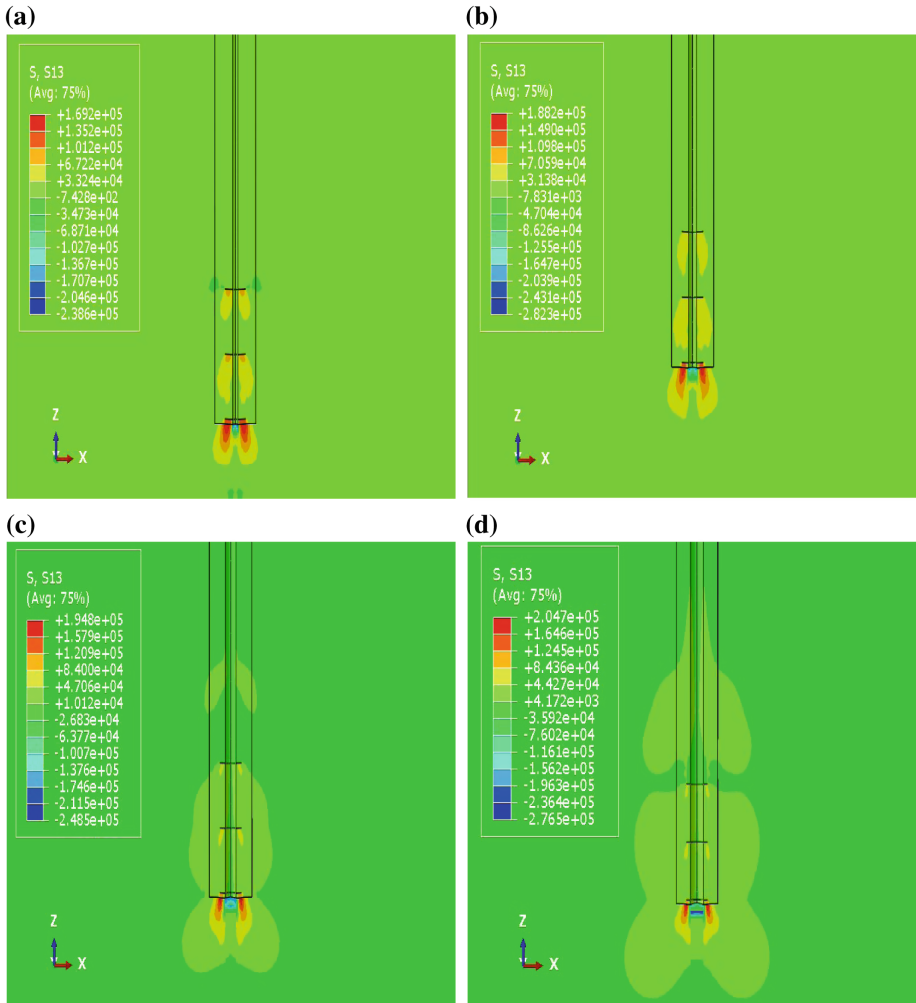 (a)
S, S13
(Avg: 75%)
+1.692e+05
+1.352e+05
+1.012e+05
+6.722e+04
+3.324e+04
-7.428e+02
-3.473e+04
-6.871e+04
-1.027e+05
-1.367e+05
-1.707e+05
-2.046e+05
-2.386e+05
Z
X
(b)
S, S13
(Avg: 75%)
+1.882e+05
+1.490e+05
+1.098e+05
+7.059e+04
+3.138e+04
-7.831e+03
-4.704e+04
-8.626e+04
-1.255e+05
-1.647e+05
-2.039e+05
-2.431e+05
-2.823e+05
Z
X
(c)
S, S13
(Avg: 75%)
+1.948e+05
+1.579e+05
+1.209e+05
+8.400e+04
+4.706e+04
+1.012e+04
-2.683e+04
-6.377e+04
-1.007e+05
-1.376e+05
-1.746e+05
-2.115e+05
-2.485e+05
Z
X
(d)
S, S13
(Avg: 75%)
+2.047e+05
+1.646e+05
+1.245e+05
+8.436e+04
+4.427e+04
+4.172e+03
-3.592e+04
-7.602e+04
-1.161e+05
-1.562e+05
-1.963e+05
-2.364e+05
-2.765e+05
Z
X